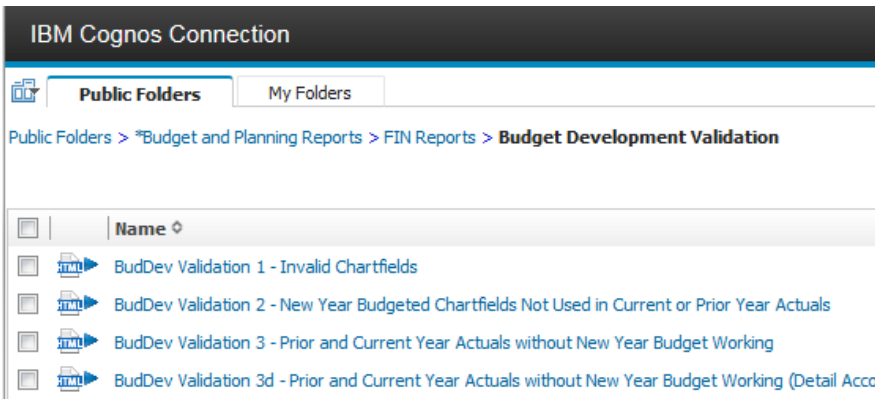 IBM Cognos Connection
Public Folders My Folders
Public Folders > *Budget and Planning Reports > FIN Reports > Budget Development Validation
Name
BudDev Validation 1 - Invalid Chartfields
BudDev Validation 2 - New Year Budgeted Chartfields Not Used in Current or Prior Year Actuals
BudDev Validation 3 - Prior and Current Year Actuals without New Year Budget Working
BudDev Validation 3d - Prior and Current Year Actuals without New Year Budget Working (Detail Acco